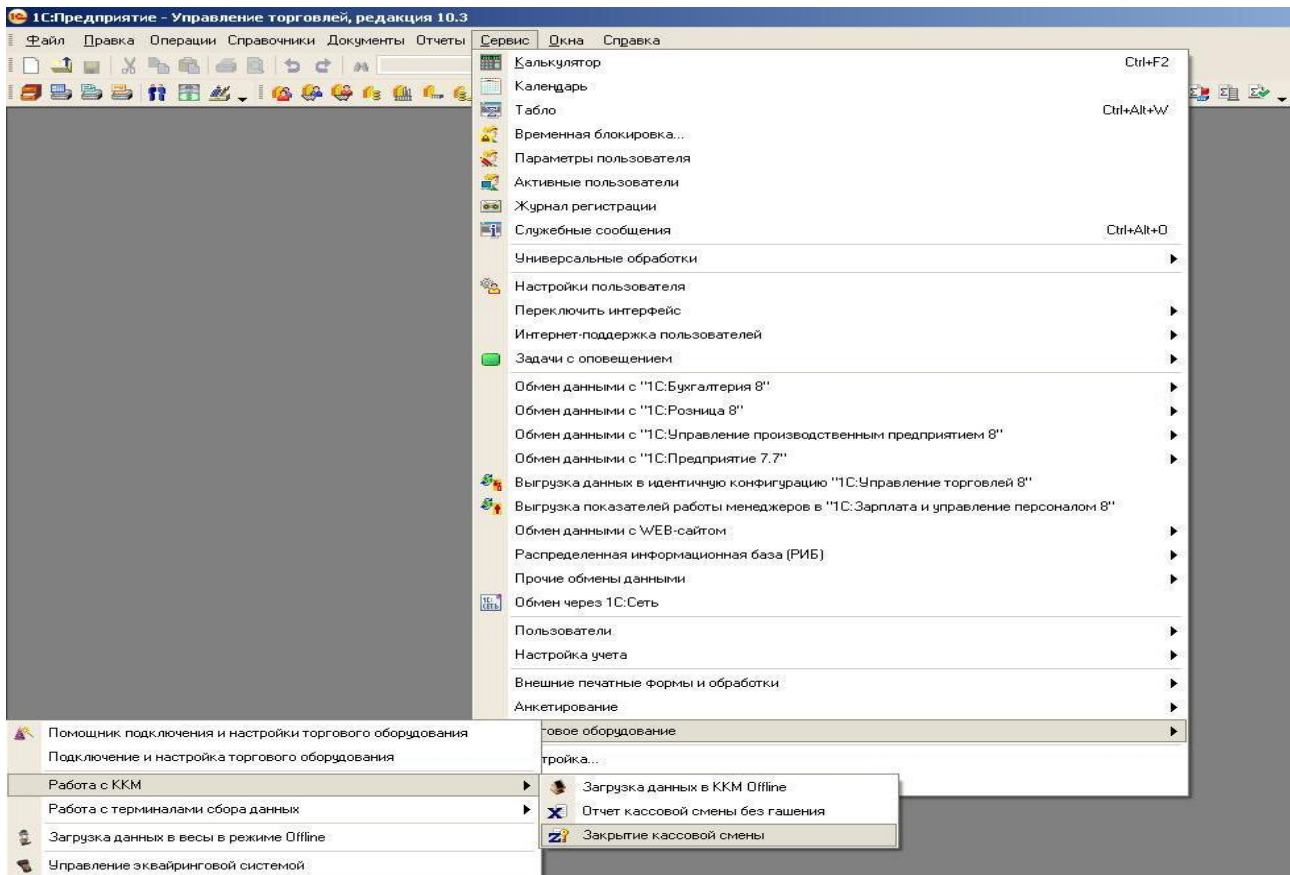 1С:Предприятие - Управление торговлей, редакция 10.3
Файл Правка Операции Справочники Документы Отчеты Сервис Окна Справка
Калькулятор Ctrl+F2
Календарь
Табло Ctrl+Alt+W
Временная блокировка...
Параметры пользователя
Активные пользователи
Журнал регистрации
Служебные сообщения Ctrl+Alt+O
Универсальные обработки
Настройки пользователя
Переключить интерфейс
Интернет-поддержка пользователей
Задачи с оповещением
Обмен данными с "1С:Бухгалтерия 8"
Обмен данными с "1С:Розница 8"
Обмен данными с "1С:Управление производственным предприятием 8"
Обмен данными с "1С:Предприятие 7.7"
Выгрузка данных в идентичную конфигурацию "1С:Управление торговлей 8"
Выгрузка показателей работы менеджеров в "1С:Зарплата и управление персоналом 8"
Обмен данными с WEB-сайтом
Распределенная информационная база (РИБ)
Прочие обмены данными
Обмен через 1С:Сеть
Пользователи
Настройка учета
Внешние печатные формы и обработки
Анкетирование
Помощник подключения и настройки торгового оборудования
говое оборудование
Подключение и настройка торгового оборудования
тройка...
Работа с ККМ
Загрузка данных в ККМ Offline
Работа с терминалами сбора данных
Отчет кассовой смены без гашения
Загрузка данных в весы в режиме Offline
Закрытие кассовой смены
Управление эквайринговой системой